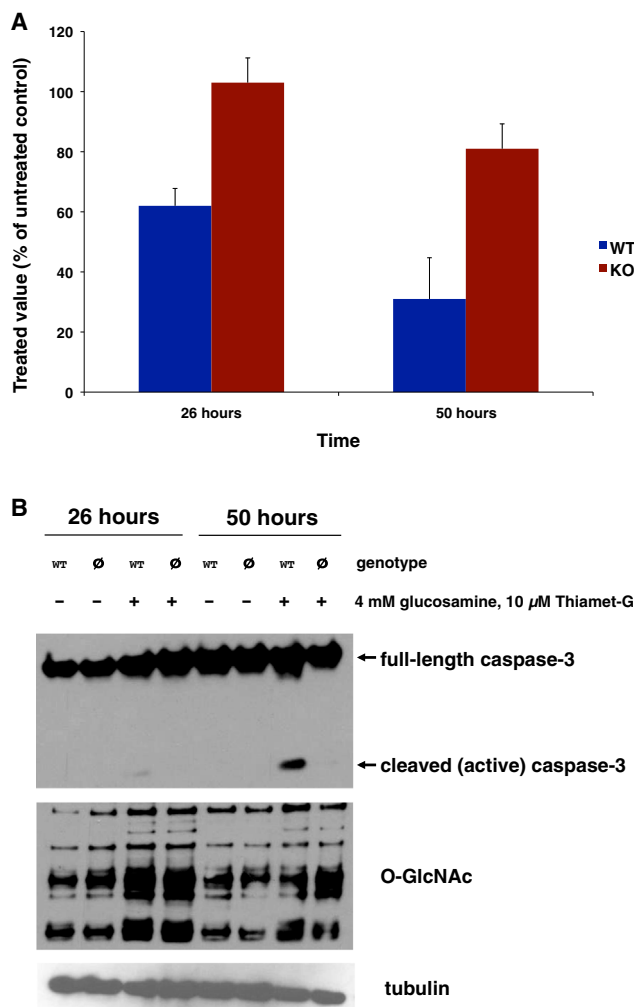 A
Treated value (% of untreated control)
120
100
80
60
40
20
0
26 hours
50 hours
Time
WT
KO
B
26 hours 50 hours
WT Ø WT Ø WT Ø WT Ø genotype
– – + + – – + + 4 mM glucosamine, 10 µM Thiamet-G
full-length caspase-3
cleaved (active) caspase-3
O-GlcNAc
tubulin